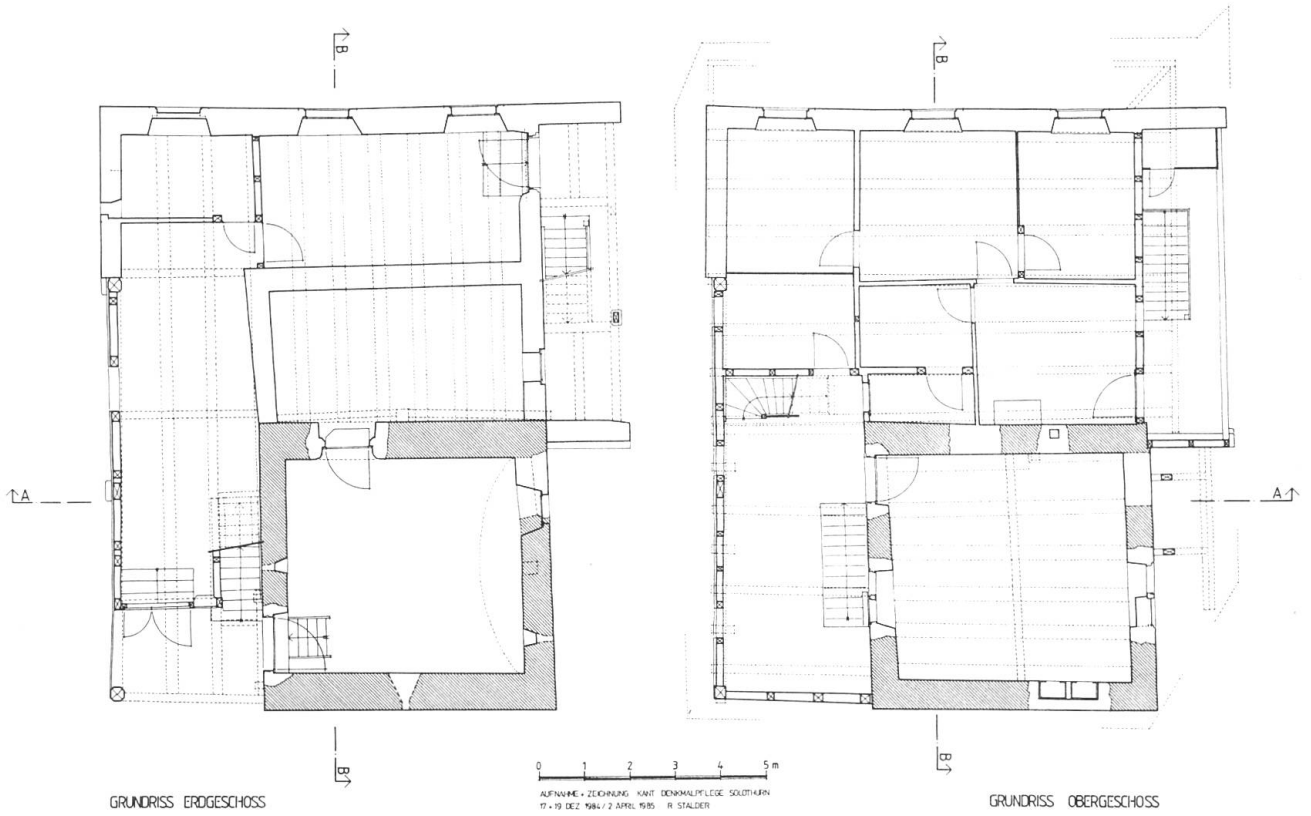 B
B
A
A
B
B
0 1 2 3 4 5 m
GRUNDRISS ERDGESCHOSS
AUFNAHME + ZEICHNUNG KANT DENKMALPFLEGE SOLOTHURN
17 + 19 DEZ 1984 / 2 APRIL 1985 R STALDER
GRUNDRISS OBERGESCHOSS